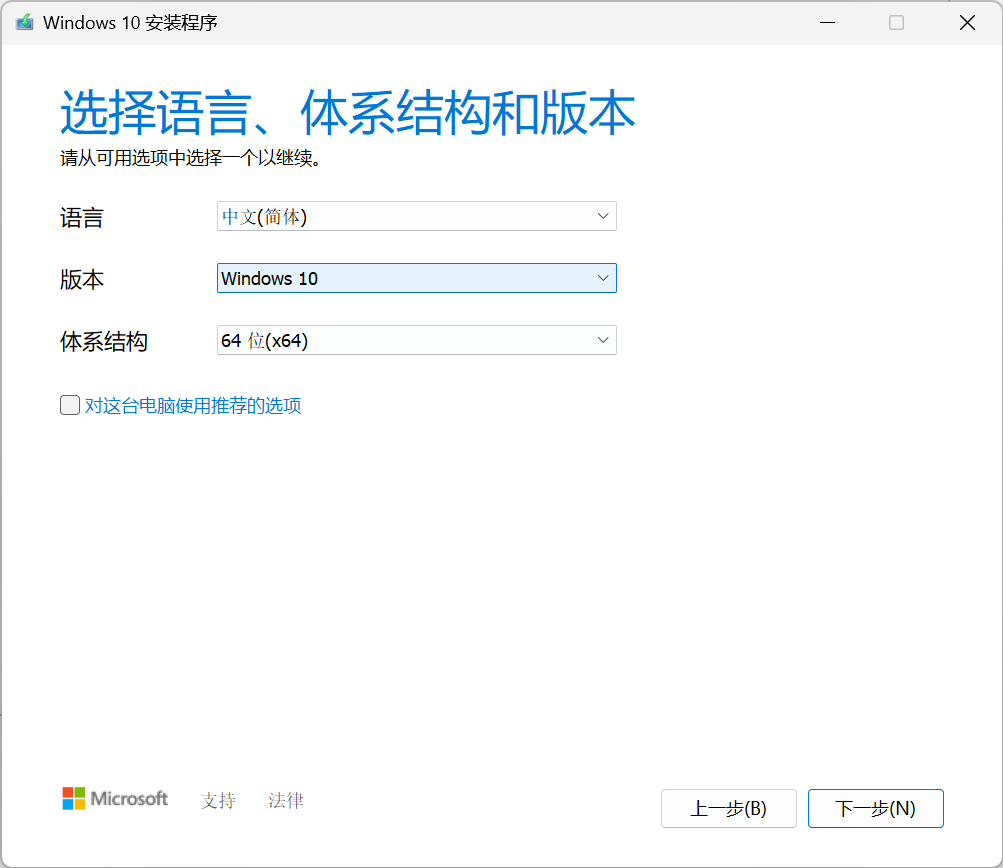 Windows 10 安装程序
选择语言、体系结构和版本
请从可用选项中选择一个以继续。
语言
中文(简体)
版本
Windows 10
体系结构
64 位(x64)
对这台电脑使用推荐的选项
Microsoft 支持 法律
上一步(B) 下一步(N)